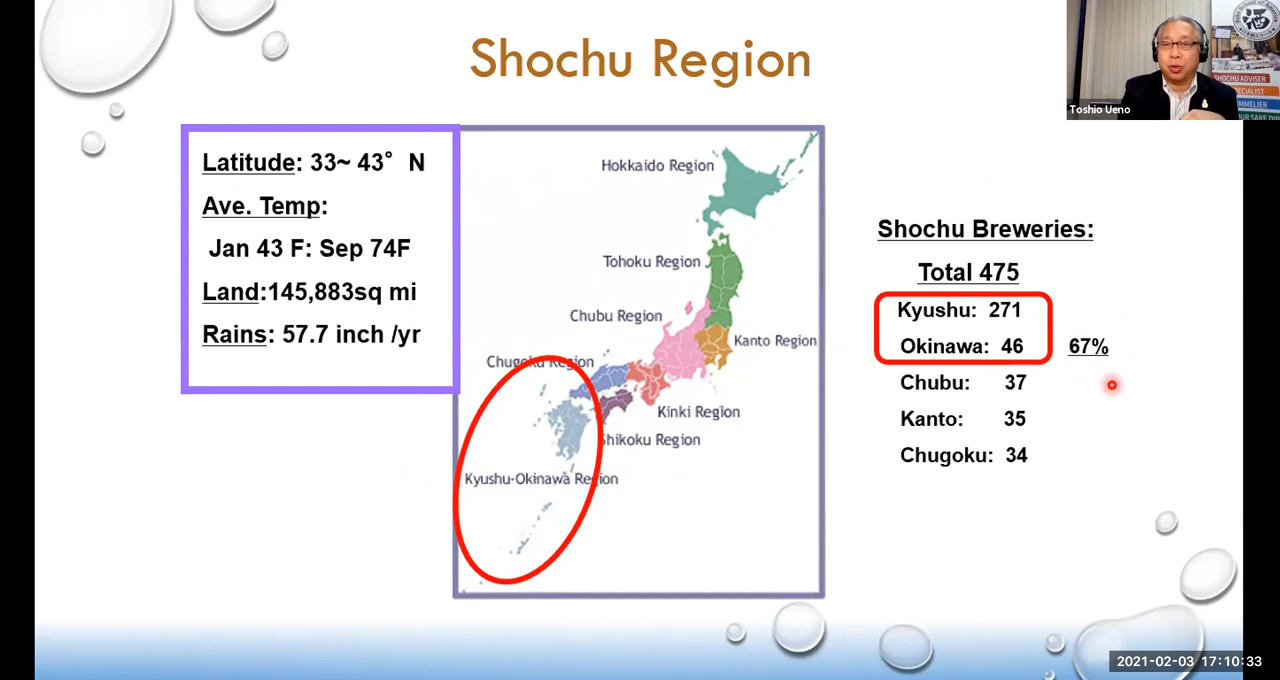 Shochu Region
Latitude: 33~ 43° N
Ave. Temp:
Jan 43 F: Sep 74F
Land:145,883sq mi
Rains: 57.7 inch /yr
Hokkaido Region
Tohoku Region
Chubu Region
Kanto Region
Chugoku Region
Kinki Region
Shikoku Region
Kyushu-Okinawa Region
Shochu Breweries:
Total 475
Kyushu: 271
Okinawa: 46 67%
Chubu: 37
Kanto: 35
Chugoku: 34
SHOCHU ADVISER
Toshio Ueno
2021-02-03 17:10:33